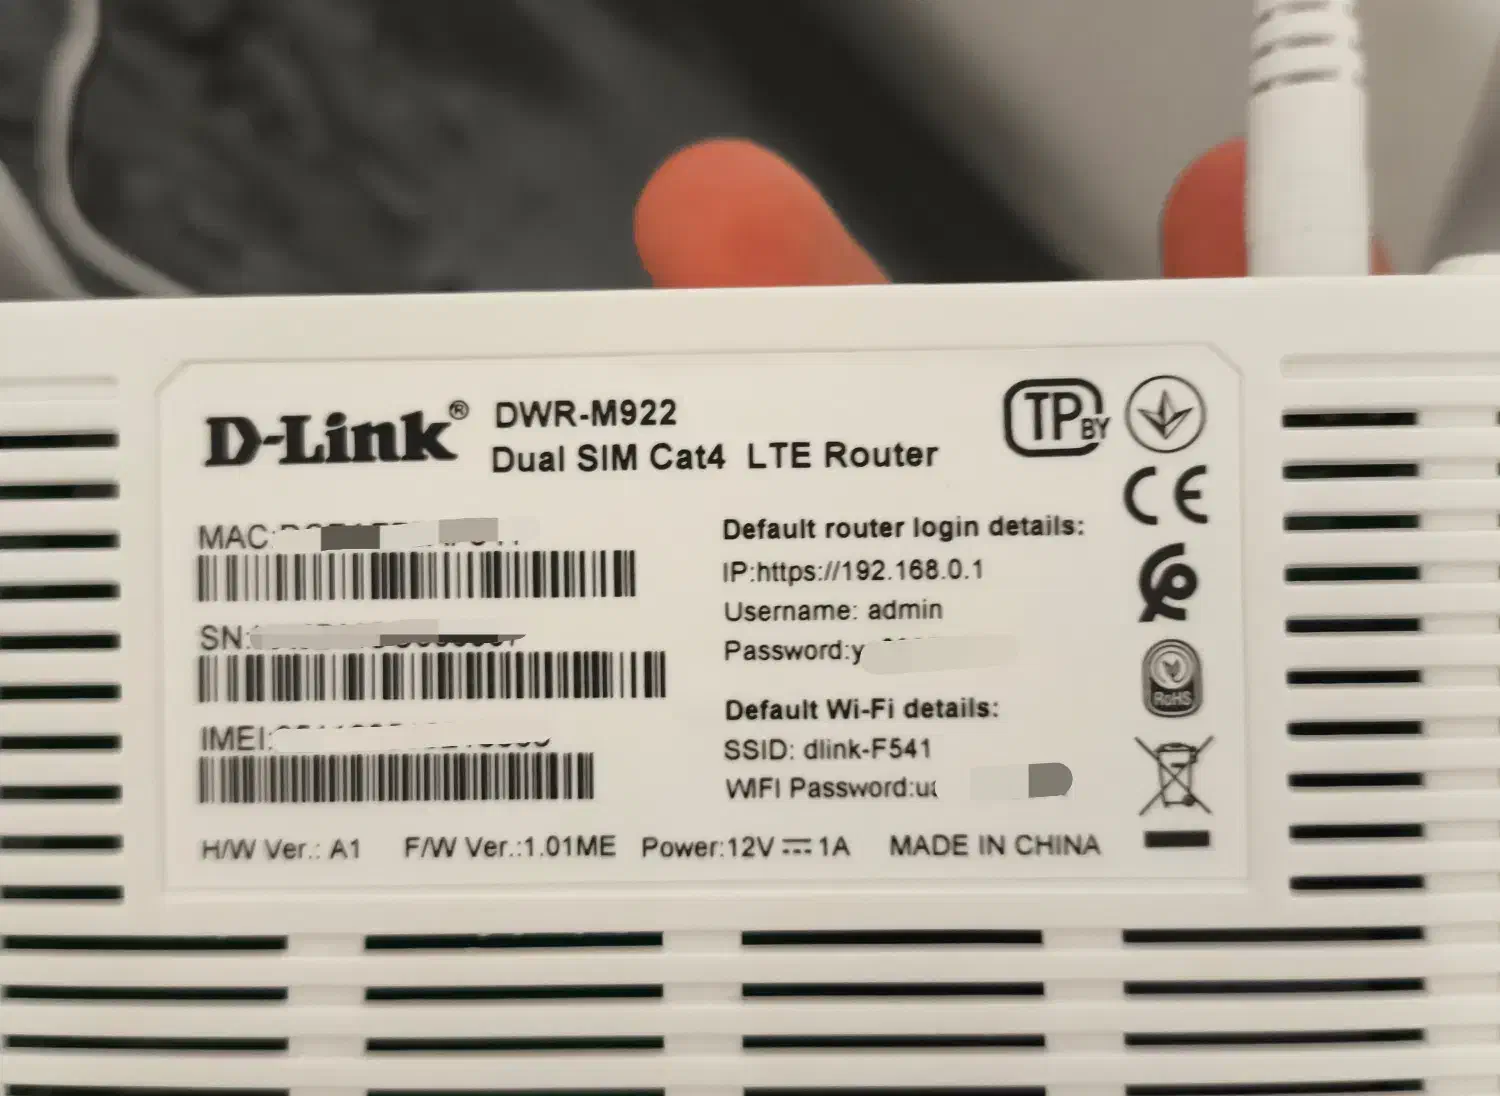 D-Link®
DWR-M922
Dual SIM Cat4 LTE Router
TP BY
CE
MAC:
SN:
IMEI:
Default router login details:
IP:https://192.168.0.1
Username: admin
Password:y
Default Wi-Fi details:
SSID: dlink-F541
WIFI Password:u
RoHS
H/W Ver.: A1 F/W Ver.:1.01ME Power:12V ⎓ 1A MADE IN CHINA